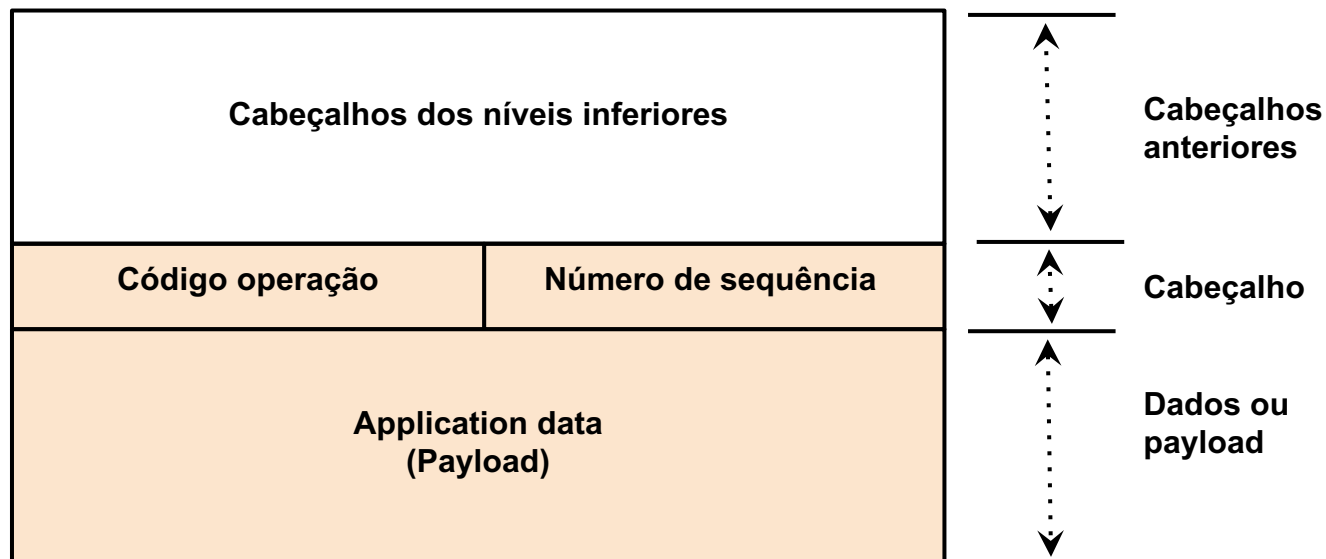 Cabeçalhos dos níveis inferiores
Cabeçalhos
anteriores
Código operação
Número de sequência
Cabeçalho
Application data
(Payload)
Dados ou
payload